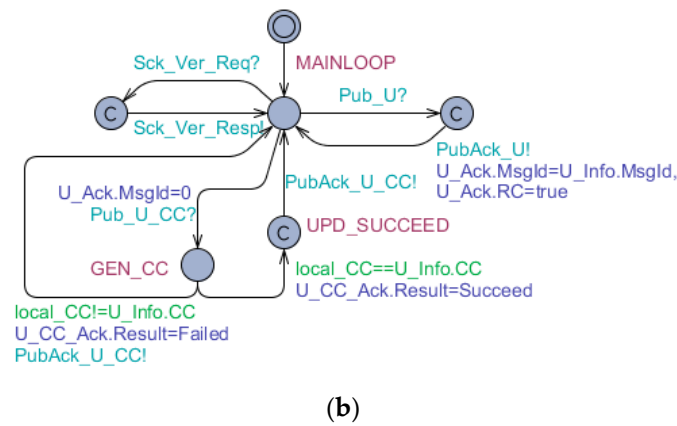 Sck_Ver_Req?
MAINLOOP
Pub_U?
C
C
Sck_Ver_Resp!
PubAck_U!
U_Ack.MsgId=U_Info.MsgId,
U_Ack.RC=true
U_Ack.MsgId=0
Pub_U_CC?
PubAck_U_CC!
C
UPD_SUCCEED
GEN_CC
local_CC==U_Info.CC
U_CC_Ack.Result=Succeed
local_CC!=U_Info.CC
U_CC_Ack.Result=Failed
PubAck_U_CC!
(b)